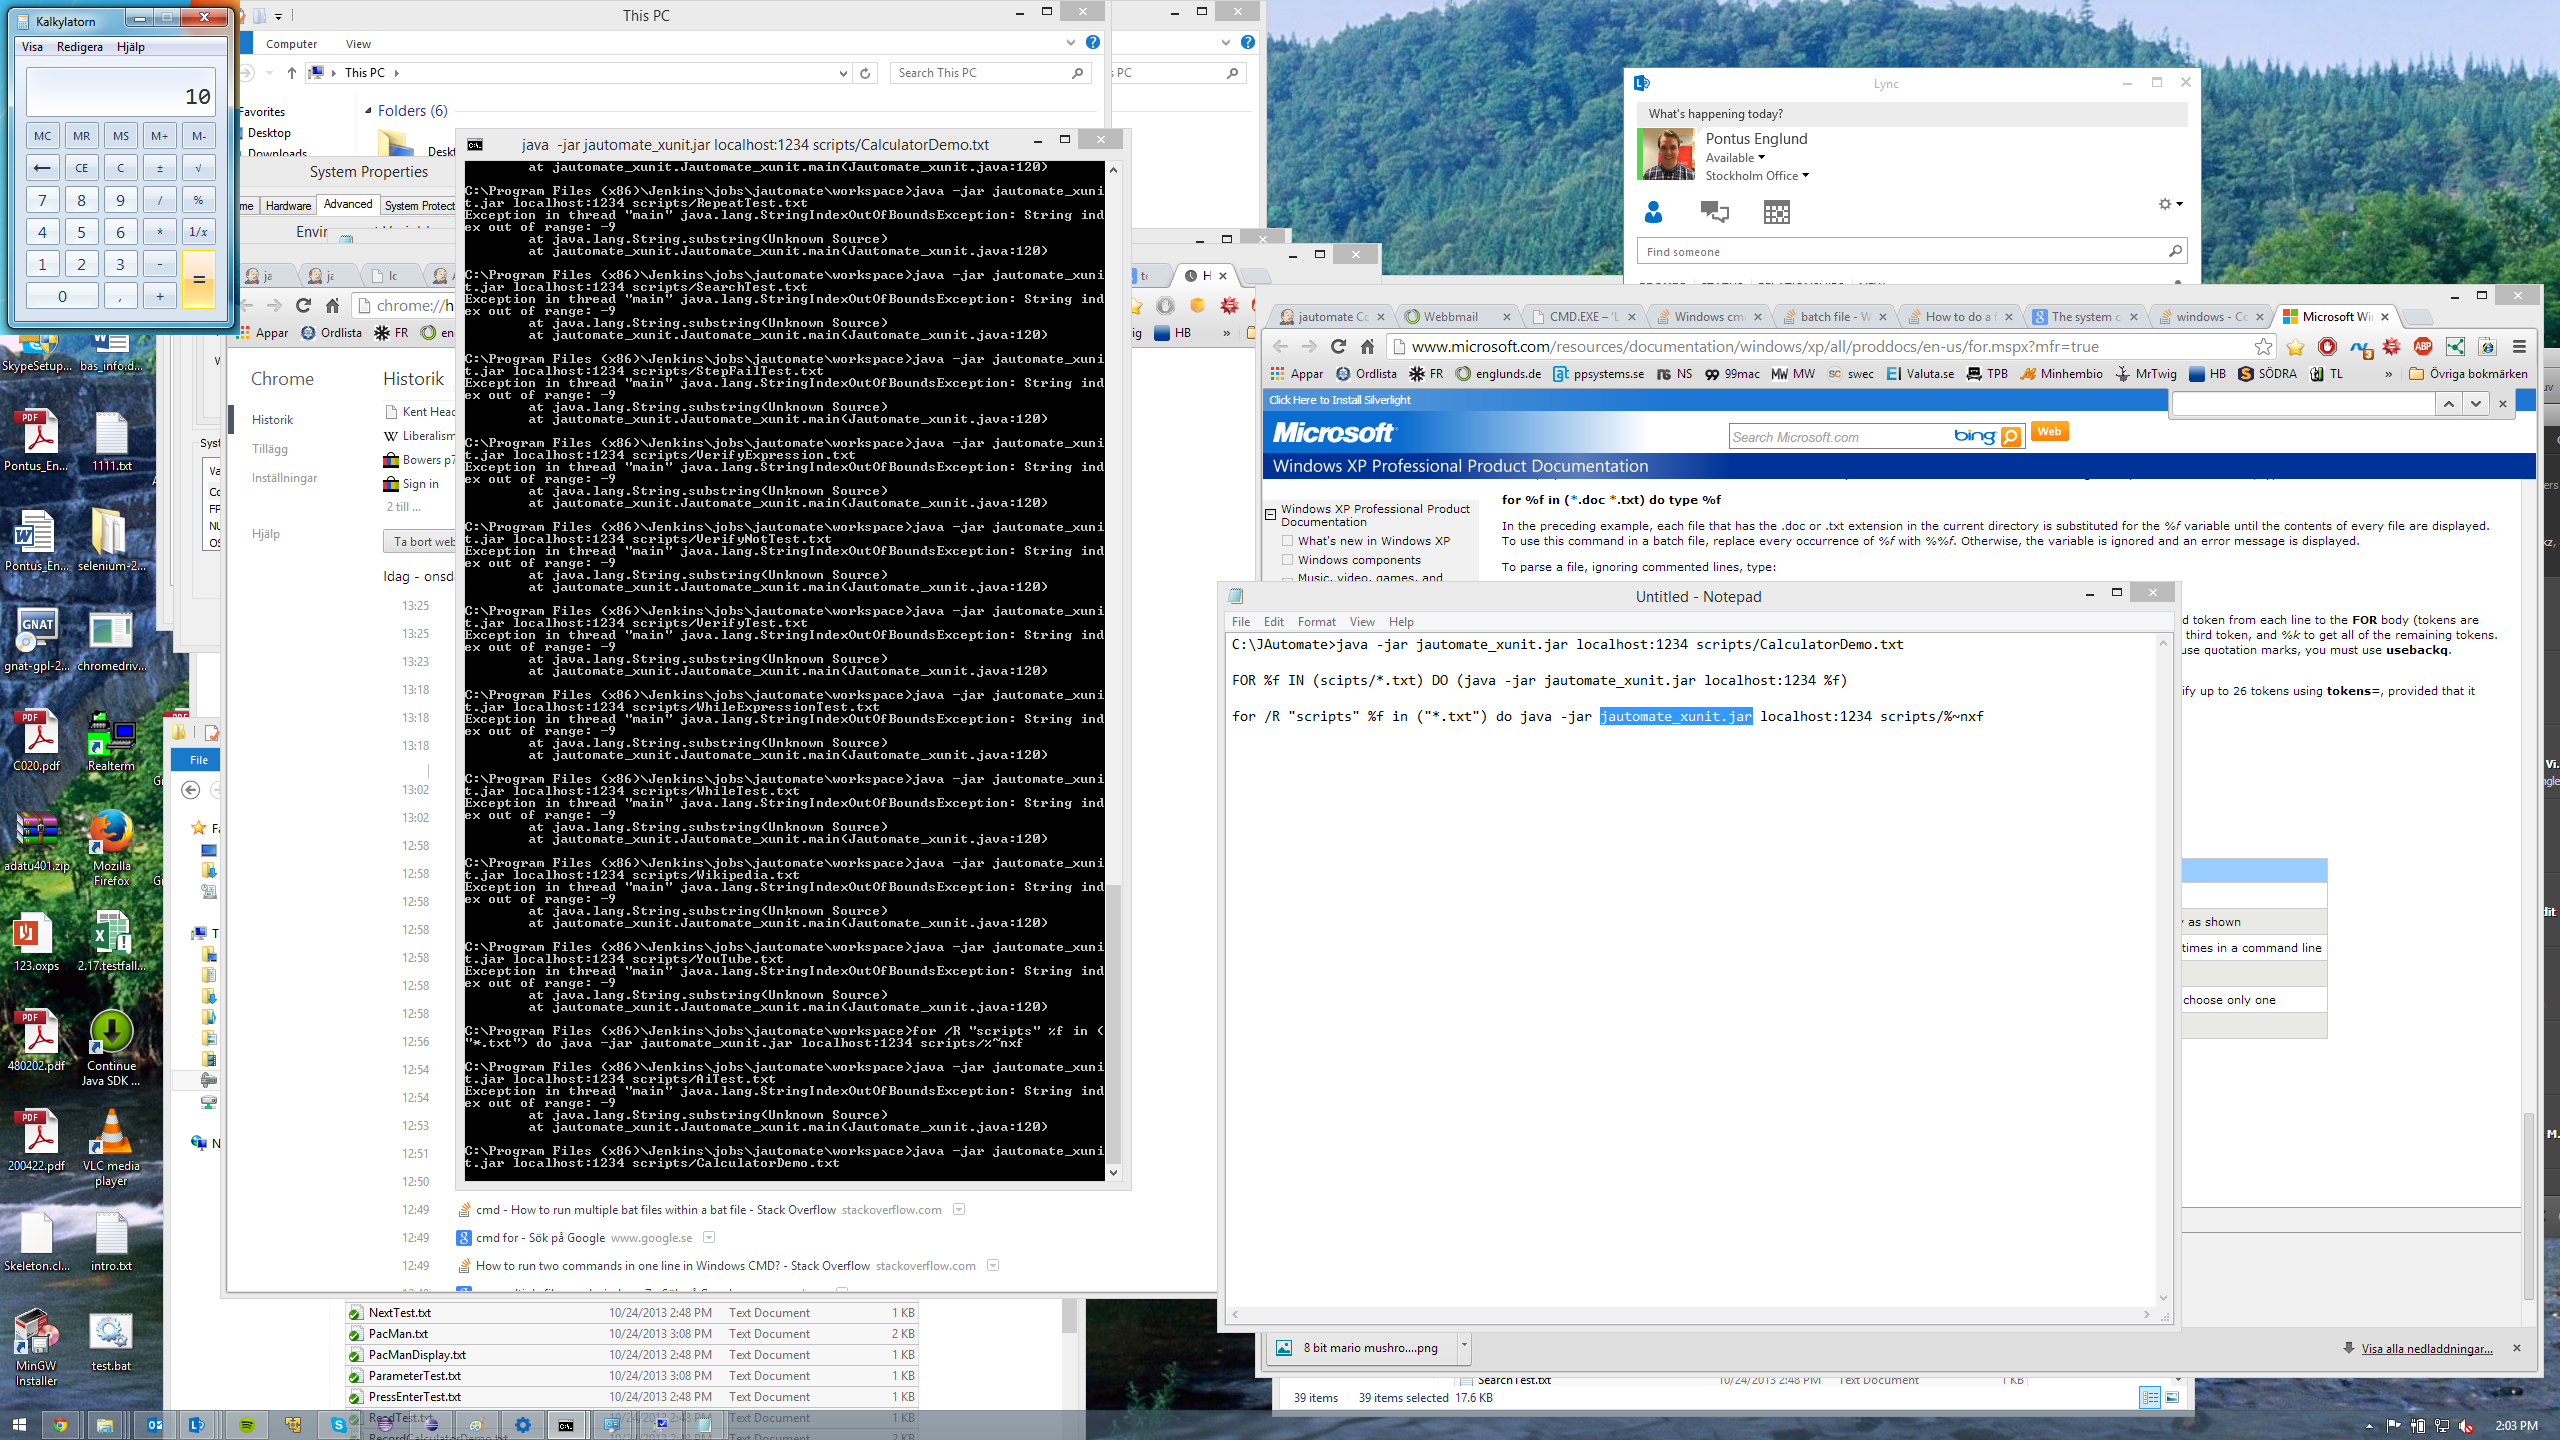 Kalkylatorn
Visa Redigera Hjälp
10
MC MR MS M+ M-
← CE C ± √
7 8 9 / %
4 5 6 * 1/x
1 2 3 - =
0 , +
This PC
Computer View
This PC
Search This PC
PC
Favorites
Desktop
Downloads
Folders (6)
System Properties
Hardware Advanced System Protect
java -jar jautomate_xunit.jar localhost:1234 scripts/CalculatorDemo.txt
at jautomate_xunit.Jautomate_xunit.main(Jautomate_xunit.java:120)
C:\Program Files (x86)\Jenkins\jobs\jautomate\workspace>java -jar jautomate_xuni
t.jar localhost:1234 scripts/RepeatTest.txt
Exception in thread "main" java.lang.StringIndexOutOfBoundsException: String ind
ex out of range: -9
at java.lang.String.substring(Unknown Source)
at jautomate_xunit.Jautomate_xunit.main(Jautomate_xunit.java:120)
C:\Program Files (x86)\Jenkins\jobs\jautomate\workspace>java -jar jautomate_xuni
t.jar localhost:1234 scripts/SearchTest.txt
Exception in thread "main" java.lang.StringIndexOutOfBoundsException: String ind
ex out of range: -9
at java.lang.String.substring(Unknown Source)
at jautomate_xunit.Jautomate_xunit.main(Jautomate_xunit.java:120)
C:\Program Files (x86)\Jenkins\jobs\jautomate\workspace>java -jar jautomate_xuni
t.jar localhost:1234 scripts/StepFailTest.txt
Exception in thread "main" java.lang.StringIndexOutOfBoundsException: String ind
ex out of range: -9
at java.lang.String.substring(Unknown Source)
at jautomate_xunit.Jautomate_xunit.main(Jautomate_xunit.java:120)
C:\Program Files (x86)\Jenkins\jobs\jautomate\workspace>java -jar jautomate_xuni
t.jar localhost:1234 scripts/VerifyExpression.txt
Exception in thread "main" java.lang.StringIndexOutOfBoundsException: String ind
ex out of range: -9
at java.lang.String.substring(Unknown Source)
at jautomate_xunit.Jautomate_xunit.main(Jautomate_xunit.java:120)
C:\Program Files (x86)\Jenkins\jobs\jautomate\workspace>java -jar jautomate_xuni
t.jar localhost:1234 scripts/VerifyNotTest.txt
Exception in thread "main" java.lang.StringIndexOutOfBoundsException: String ind
ex out of range: -9
at java.lang.String.substring(Unknown Source)
at jautomate_xunit.Jautomate_xunit.main(Jautomate_xunit.java:120)
C:\Program Files (x86)\Jenkins\jobs\jautomate\workspace>java -jar jautomate_xuni
t.jar localhost:1234 scripts/VerifyTest.txt
Exception in thread "main" java.lang.StringIndexOutOfBoundsException: String ind
ex out of range: -9
at java.lang.String.substring(Unknown Source)
at jautomate_xunit.Jautomate_xunit.main(Jautomate_xunit.java:120)
C:\Program Files (x86)\Jenkins\jobs\jautomate\workspace>java -jar jautomate_xuni
t.jar localhost:1234 scripts/WhileExpressionTest.txt
Exception in thread "main" java.lang.StringIndexOutOfBoundsException: String ind
ex out of range: -9
at java.lang.String.substring(Unknown Source)
at jautomate_xunit.Jautomate_xunit.main(Jautomate_xunit.java:120)
C:\Program Files (x86)\Jenkins\jobs\jautomate\workspace>java -jar jautomate_xuni
t.jar localhost:1234 scripts/WhileTest.txt
Exception in thread "main" java.lang.StringIndexOutOfBoundsException: String ind
ex out of range: -9
at java.lang.String.substring(Unknown Source)
at jautomate_xunit.Jautomate_xunit.main(Jautomate_xunit.java:120)
C:\Program Files (x86)\Jenkins\jobs\jautomate\workspace>java -jar jautomate_xuni
t.jar localhost:1234 scripts/Wikipedia.txt
Exception in thread "main" java.lang.StringIndexOutOfBoundsException: String ind
ex out of range: -9
at java.lang.String.substring(Unknown Source)
at jautomate_xunit.Jautomate_xunit.main(Jautomate_xunit.java:120)
C:\Program Files (x86)\Jenkins\jobs\jautomate\workspace>java -jar jautomate_xuni
t.jar localhost:1234 scripts/YouTube.txt
Exception in thread "main" java.lang.StringIndexOutOfBoundsException: String ind
ex out of range: -9
at java.lang.String.substring(Unknown Source)
at jautomate_xunit.Jautomate_xunit.main(Jautomate_xunit.java:120)
C:\Program Files (x86)\Jenkins\jobs\jautomate\workspace>for /R "scripts" %f in (
"*.txt") do java -jar jautomate_xunit.jar localhost:1234 scripts/%~nxf
C:\Program Files (x86)\Jenkins\jobs\jautomate\workspace>java -jar jautomate_xuni
t.jar localhost:1234 scripts/AiTest.txt
Exception in thread "main" java.lang.StringIndexOutOfBoundsException: String ind
ex out of range: -9
at java.lang.String.substring(Unknown Source)
at jautomate_xunit.Jautomate_xunit.main(Jautomate_xunit.java:120)
C:\Program Files (x86)\Jenkins\jobs\jautomate\workspace>java -jar jautomate_xuni
t.jar localhost:1234 scripts/CalculatorDemo.txt
chrome://h
Appar Ordlista FR en
HB »
Chrome
Historik
Tillägg
Inställningar
Hjälp
Historik
Kent Head
Liberalism
Bowers p7
Sign in
2 till ...
Ta bort web
Idag - onsd
13:25
13:25
13:23
13:18
13:18
13:18
13:02
13:02
12:58
12:58
12:58
12:58
12:58
12:58
12:58
12:56
12:54
12:54
12:53
12:51
12:50
12:49 cmd - How to run multiple bat files within a bat file - Stack Overflow stackoverflow.com
12:49 cmd for - Sök på Google www.google.se
12:49 How to run two commands in one line in Windows CMD? - Stack Overflow stackoverflow.com
NextTest.txt 10/24/2013 2:48 PM Text Document 1 KB
PacMan.txt 10/24/2013 3:08 PM Text Document 2 KB
PacManDisplay.txt 10/24/2013 2:48 PM Text Document 1 KB
ParameterTest.txt 10/24/2013 3:08 PM Text Document 1 KB
PressEnterTest.txt 10/24/2013 2:48 PM Text Document 1 KB
ReadTest.txt 10/24/2013 2:43 PM Text Document 1 KB
File
SkypeSetup... bas_info.d...
Pontus_En... 1111.txt
Pontus_En... selenium-2...
GNAT
gnat-gpl-2... chromedriv...
C020.pdf Realterm
adatu401.zip Mozilla Firefox
123.oxps 2.17.testfall...
480202.pdf Continue Java SDK ...
200422.pdf VLC media player
Skeleton.cl... intro.txt
MinGW Installer test.bat
Lync
What's happening today?
Pontus Englund
Available
Stockholm Office
Find someone
jautomate Co Webbmail CMD.EXE – 'L Windows cm batch file - W How to do a The system c windows - Co Microsoft Wi
www.microsoft.com/resources/documentation/windows/xp/all/proddocs/en-us/for.mspx?mfr=true
Appar Ordlista FR englunds.de ppsystems.se NS 99mac MW swec Valuta.se TPB Minhembio MrTwig HB SÖDRA TL » Övriga bokmärken
Click Here to Install Silverlight
Microsoft
Search Microsoft.com bing Web
Windows XP Professional Product Documentation
Windows XP Professional Product
Documentation
What's new in Windows XP
Windows components
Music, video, games, and
for %f in (*.doc *.txt) do type %f
In the preceding example, each file that has the .doc or .txt extension in the current directory is substituted for the %f variable until the contents of every file are displayed.
To use this command in a batch file, replace every occurrence of %f with %%f. Otherwise, the variable is ignored and an error message is displayed.
To parse a file, ignoring commented lines, type:
d token from each line to the FOR body (tokens are
third token, and %k to get all of the remaining tokens.
use quotation marks, you must use usebackq.
ify up to 26 tokens using tokens=, provided that it
as shown
times in a command line
choose only one
Untitled - Notepad
File Edit Format View Help
C:\JAutomate>java -jar jautomate_xunit.jar localhost:1234 scripts/CalculatorDemo.txt
FOR %f IN (scipts/*.txt) DO (java -jar jautomate_xunit.jar localhost:1234 %f)
for /R "scripts" %f in ("*.txt") do java -jar jautomate_xunit.jar localhost:1234 scripts/%~nxf
8 bit mario mushro....png
Visa alla nedladdningar...
SearchTest.txt 10/24/2013 2:48 PM Text Document 1 KB
39 items 39 items selected 17.6 KB
2:03 PM